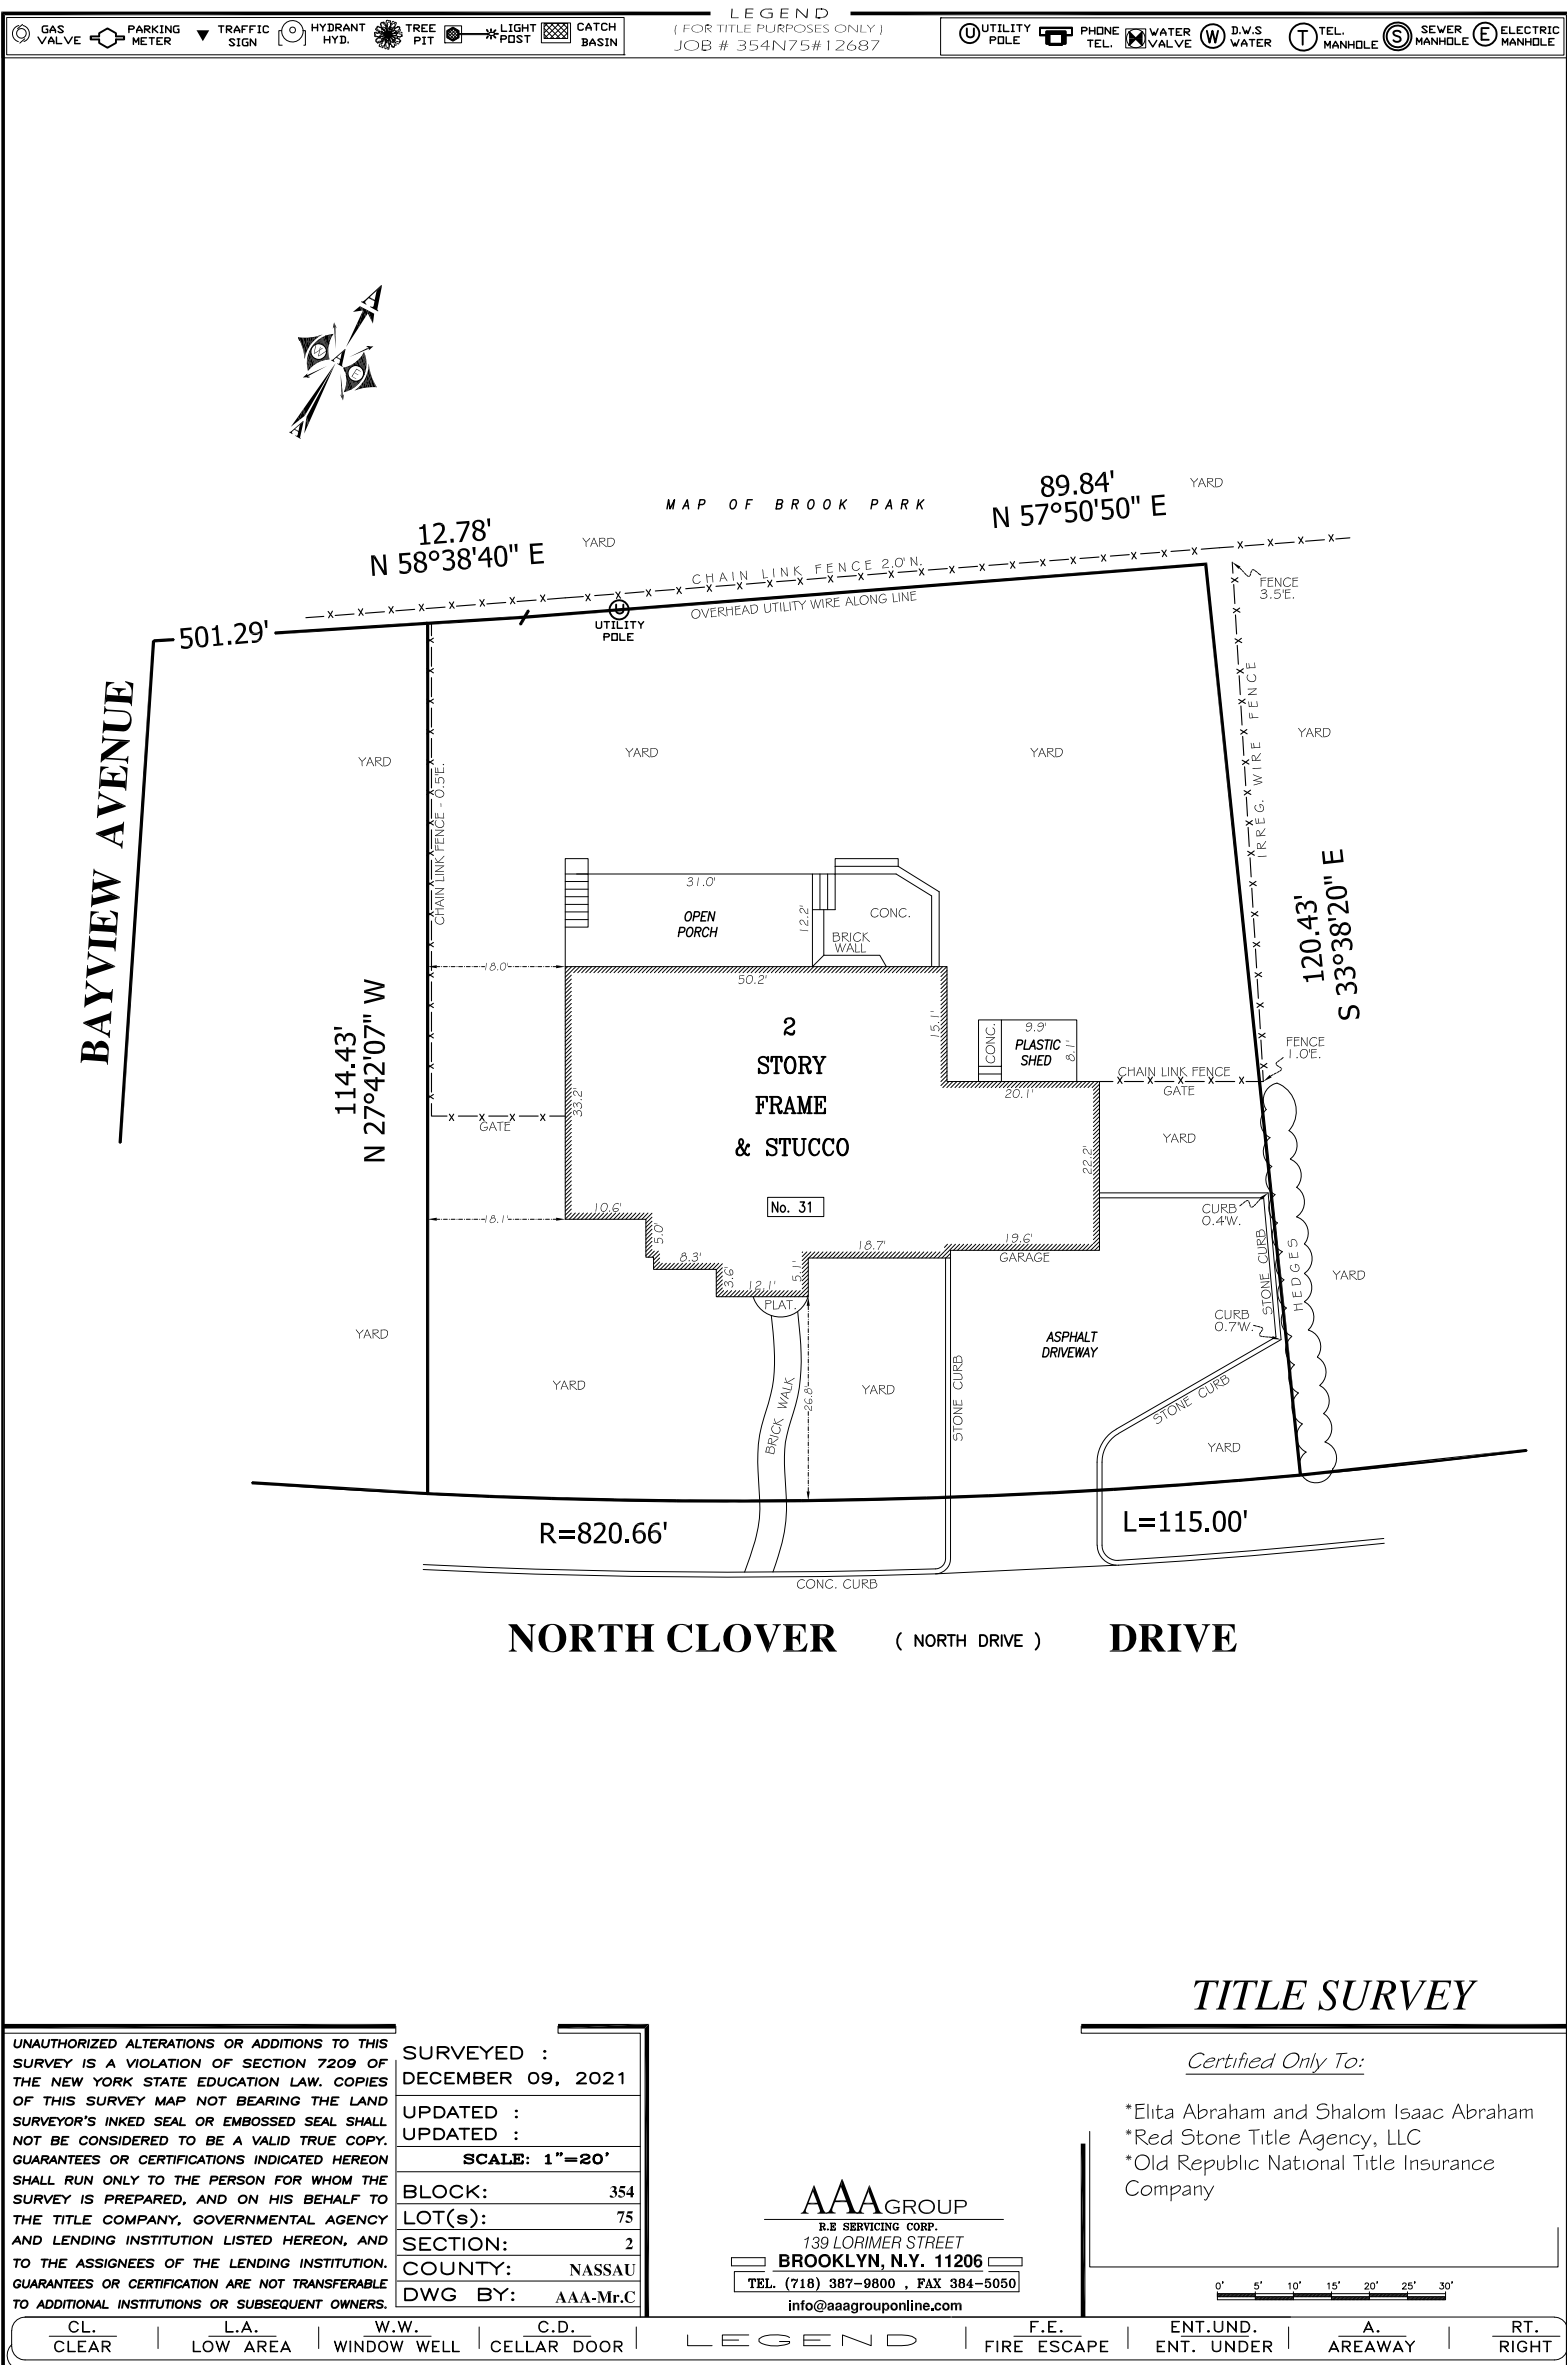 LEGEND
( FOR TITLE PURPOSES ONLY )
JOB # 354N75#12687
GAS VALVE
PARKING METER
TRAFFIC SIGN
HYDRANT HYD.
TREE PIT
LIGHT POST
CATCH BASIN
U UTILITY POLE
PHONE TEL.
WATER VALVE
W D.W.S WATER
T TEL. MANHOLE
S SEWER MANHOLE
E ELECTRIC MANHOLE
MAP OF BROOK PARK
89.84'
N 57°50'50" E
YARD
12.78'
N 58°38'40" E
YARD
CHAIN LINK FENCE 2.0'N.
OVERHEAD UTILITY WIRE ALONG LINE
U
UTILITY
POLE
FENCE
3.5'E.
501.29'
BAYVIEW AVENUE
YARD
YARD
YARD
YARD
CHAIN LINK FENCE - 0.5'E.
IRREG. WIRE FENCE
31.0'
OPEN
PORCH
12.2'
CONC.
BRICK
WALL
18.0'
50.2'
114.43'
N 27°42'07" W
120.43'
S 33°38'20" E
2
STORY
FRAME
& STUCCO
No. 31
15.1'
CONC.
9.9'
PLASTIC
SHED
8.1'
FENCE
1.0'E.
CHAIN LINK FENCE
GATE
20.1'
33.2'
GATE
YARD
22.2'
18.1'
10.6'
5.0'
8.3'
3.6'
12.1'
5.1'
18.7'
19.6'
GARAGE
CURB
0.4'W.
STONE CURB
HEDGES
YARD
PLAT.
CURB
0.7'W.
YARD
ASPHALT
DRIVEWAY
YARD
BRICK WALK
26.8'
YARD
STONE CURB
STONE CURB
YARD
R=820.66'
L=115.00'
CONC. CURB
NORTH CLOVER ( NORTH DRIVE ) DRIVE
TITLE SURVEY
UNAUTHORIZED ALTERATIONS OR ADDITIONS TO THIS
SURVEY IS A VIOLATION OF SECTION 7209 OF
THE NEW YORK STATE EDUCATION LAW. COPIES
OF THIS SURVEY MAP NOT BEARING THE LAND
SURVEYOR'S INKED SEAL OR EMBOSSED SEAL SHALL
NOT BE CONSIDERED TO BE A VALID TRUE COPY.
GUARANTEES OR CERTIFICATIONS INDICATED HEREON
SHALL RUN ONLY TO THE PERSON FOR WHOM THE
SURVEY IS PREPARED, AND ON HIS BEHALF TO
THE TITLE COMPANY, GOVERNMENTAL AGENCY
AND LENDING INSTITUTION LISTED HEREON, AND
TO THE ASSIGNEES OF THE LENDING INSTITUTION.
GUARANTEES OR CERTIFICATION ARE NOT TRANSFERABLE
TO ADDITIONAL INSTITUTIONS OR SUBSEQUENT OWNERS.
SURVEYED :
DECEMBER 09, 2021
UPDATED :
UPDATED :
SCALE: 1"=20'
BLOCK: 354
LOT(s): 75
SECTION: 2
COUNTY: NASSAU
DWG BY: AAA-Mr.C
AAAGROUP
R.E SERVICING CORP.
139 LORIMER STREET
BROOKLYN, N.Y. 11206
TEL. (718) 387-9800 , FAX 384-5050
info@aaagrouponline.com
Certified Only To:
*Elita Abraham and Shalom Isaac Abraham
*Red Stone Title Agency, LLC
*Old Republic National Title Insurance
Company
0' 5' 10' 15' 20' 25' 30'
CL. CLEAR
L.A. LOW AREA
W.W. WINDOW WELL
C.D. CELLAR DOOR
LEGEND
F.E. FIRE ESCAPE
ENT.UND. ENT. UNDER
A. AREAWAY
RT. RIGHT